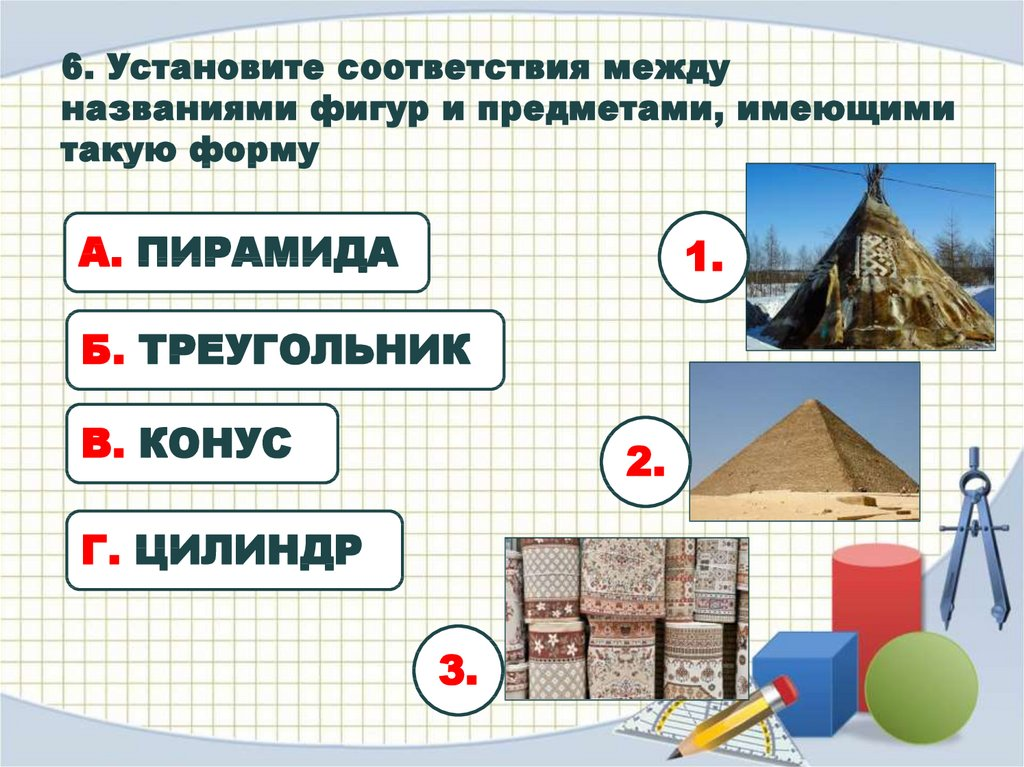 6. Установите соответствия между
названиями фигур и предметами, имеющими
такую форму
А. ПИРАМИДА
1.
Б. ТРЕУГОЛЬНИК
В. КОНУС
2.
Г. ЦИЛИНДР
3.